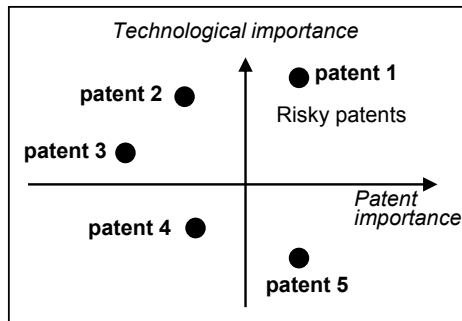 Technological importance
patent 1
patent 2
Risky patents
patent 3
Patent
importance
patent 4
patent 5